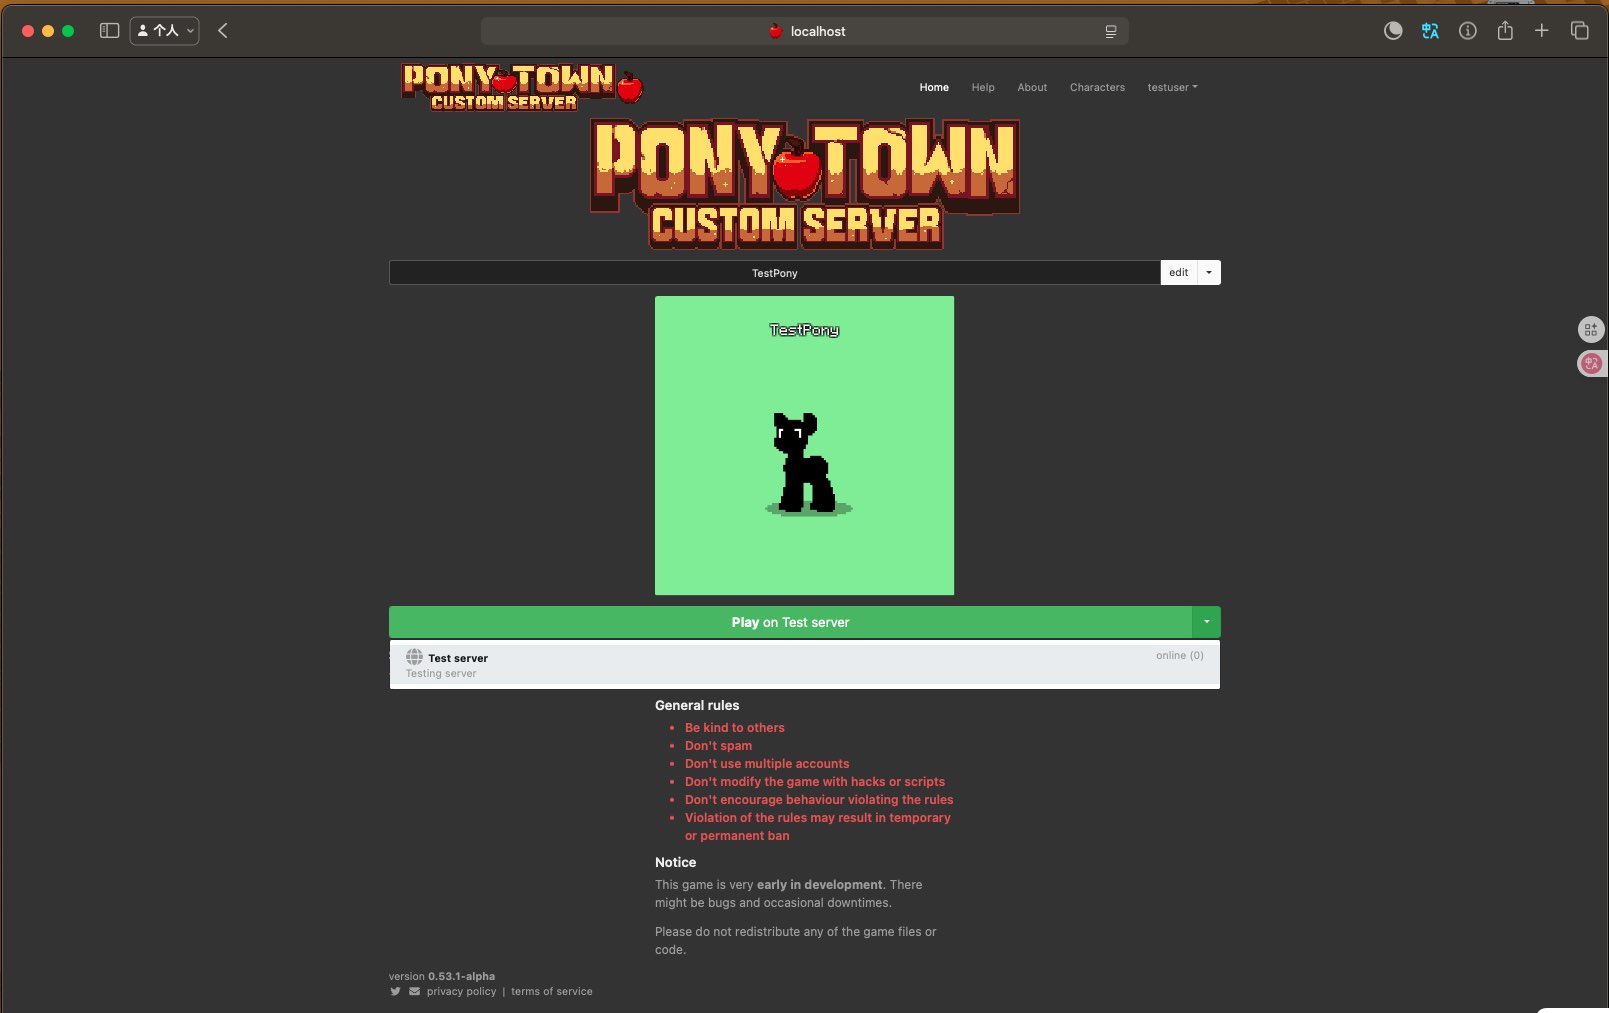 个人
localhost
PONY TOWN
CUSTOM SERVER
Home
Help
About
Characters
testuser
PONY TOWN
CUSTOM SERVER
TestPony
edit
TestPony
Play on Test server
Test server
online (0)
Testing server
General rules
• Be kind to others
• Don't spam
• Don't use multiple accounts
• Don't modify the game with hacks or scripts
• Don't encourage behaviour violating the rules
• Violation of the rules may result in temporary
or permanent ban
Notice
This game is very early in development. There
might be bugs and occasional downtimes.
Please do not redistribute any of the game files or
code.
version 0.53.1-alpha
privacy policy | terms of service